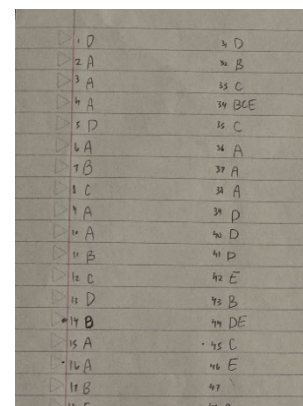 1 D
2 A
3 A
4 A
5 D
6 A
7 B
8 C
9 A
10 A
11 B
12 C
13 D
14 B
15 A
16 A
17 B
31 D
32 B
33 C
34 BCE
35 C
36 A
37 A
38 A
39 D
40 D
41 D
42 E
43 B
44 DE
45 C
46 E
47